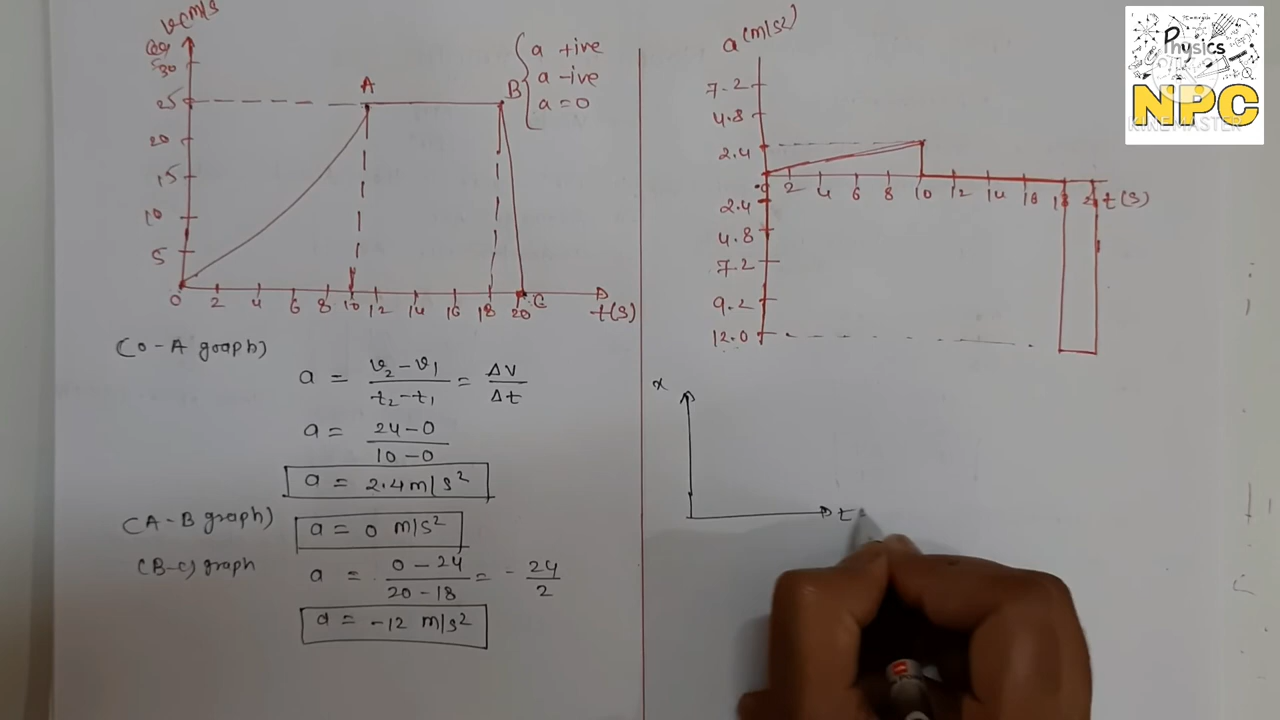 v(m/s
30
25
20
15
10
5
0
2 4 6 8 10 12 14 16 18 20
t(s)
A
B
C
a +ive
a -ive
a = 0
(O-A graph)
a = v₂-v₁ / t₂-t₁ = Δv / Δt
a = 24-0 / 10-0
a = 2.4 m/s²
(A-B graph)
a = 0 m/s²
(B-C) graph
a = 0-24 / 20-18 = - 24 / 2
a = -12 m/s²
a (m/s2)
7.2
4.8
2.4
2 4 6 8 10 12 14 16 18
t(s)
2.4
4.8
7.2
9.2
12.0
x
t
Physics
NPC
KINEMASTER